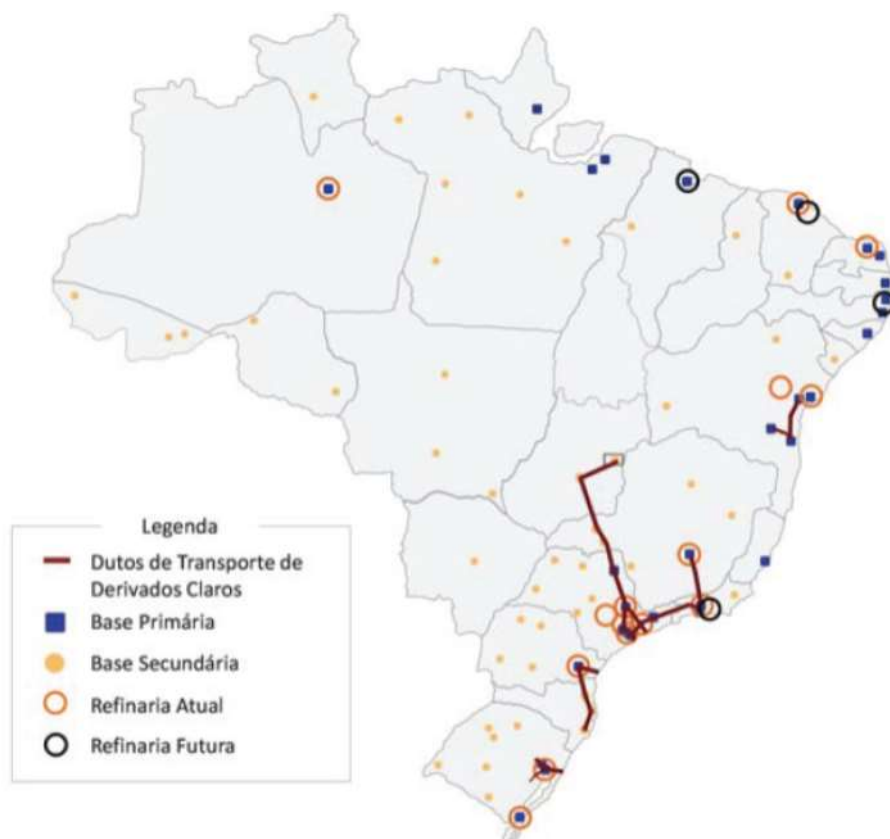 Legenda
Dutos de Transporte de
Derivados Claros
Base Primária
Base Secundária
Refinaria Atual
Refinaria Futura